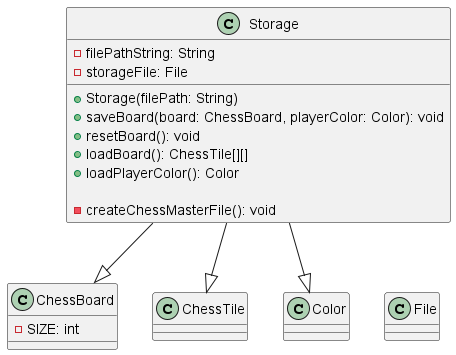 C Storage
filePathString: String
storageFile: File
Storage(filePath: String)
saveBoard(board: ChessBoard, playerColor: Color): void
resetBoard(): void
loadBoard(): ChessTile[][]
loadPlayerColor(): Color
createChessMasterFile(): void
C ChessBoard
SIZE: int
C ChessTile
C Color
C File